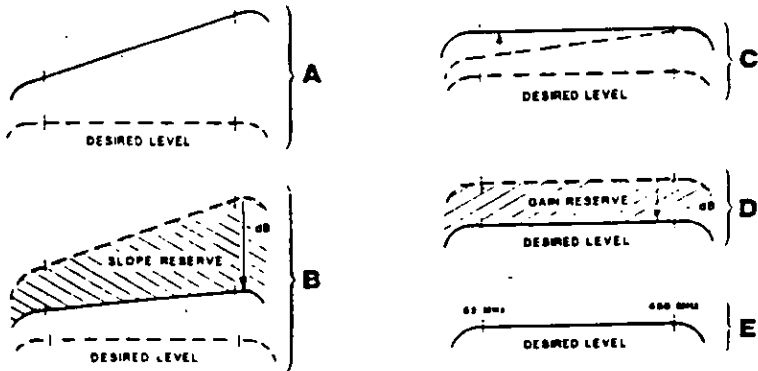 A
DESIRED LEVEL
dB
SLOPE RESERVE
B
DESIRED LEVEL
C
DESIRED LEVEL
GAIN RESERVE
dB
D
DESIRED LEVEL
MHz
MHz
E
DESIRED LEVEL